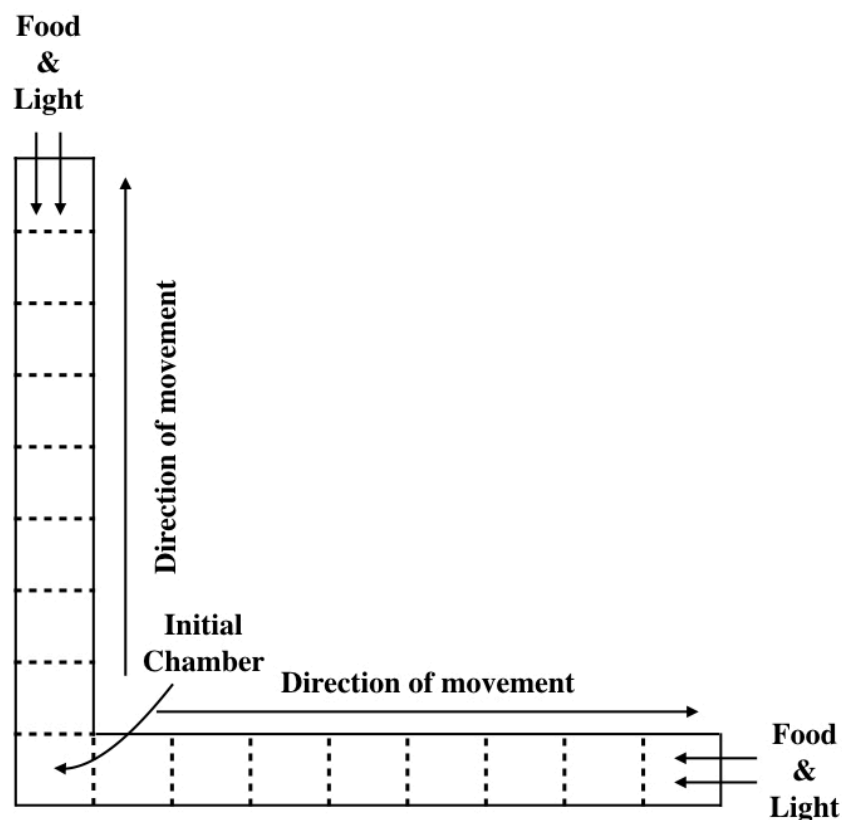 Food
&
Light
Direction of movement
Initial
Chamber
Direction of movement
Food
&
Light